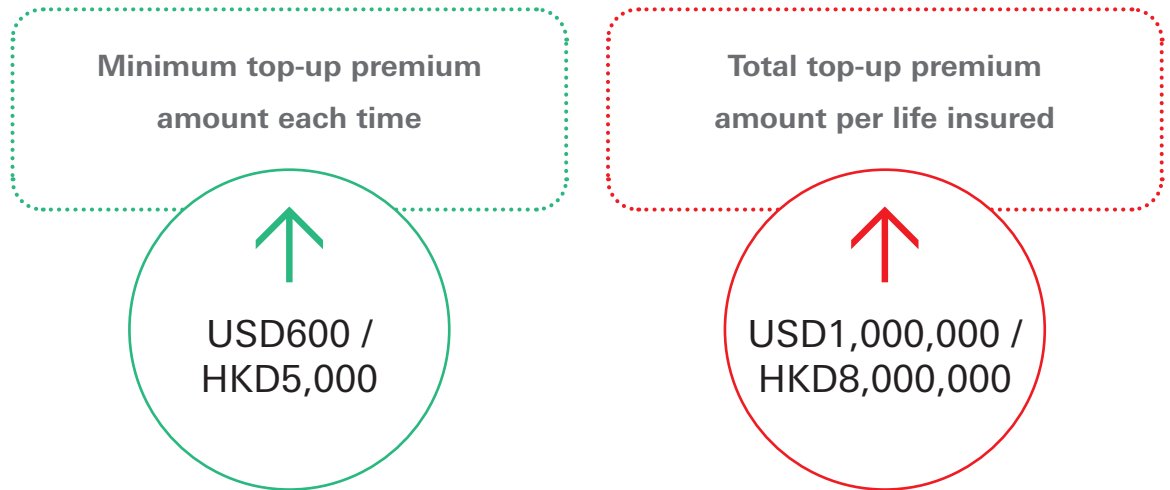 Minimum top-up premium
amount each time
USD600 /
HKD5,000
Total top-up premium
amount per life insured
USD1,000,000 /
HKD8,000,000